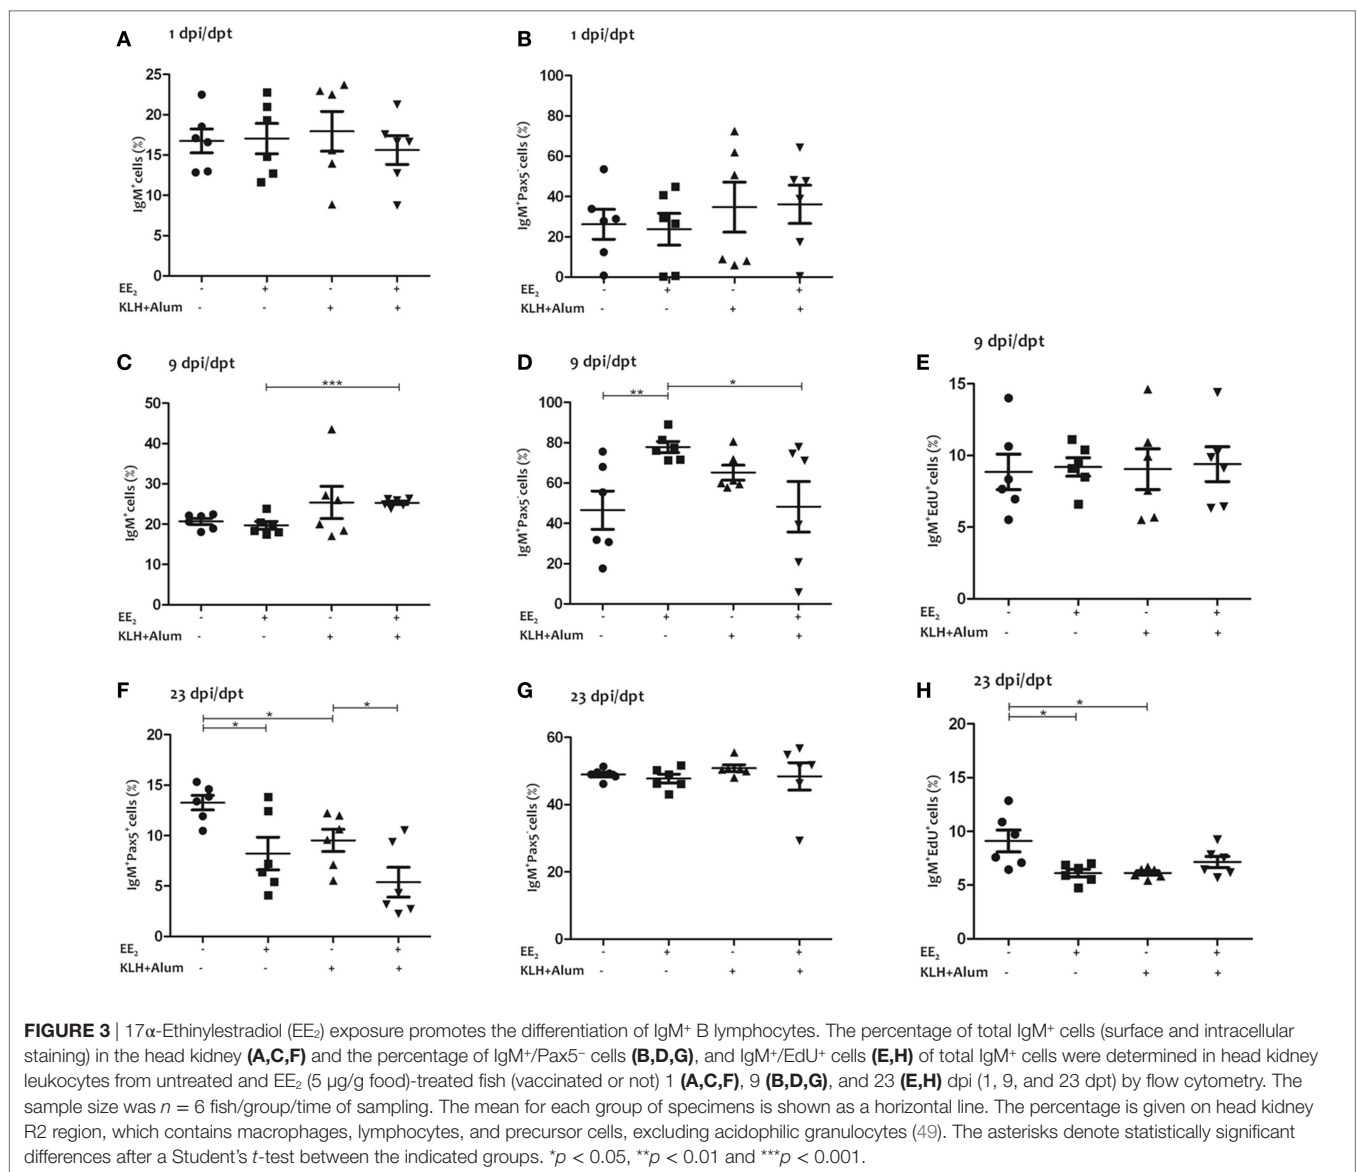 A 1 dpi/dpt
IgM⁺cells (%)
25
20
15
10
5
0
EE₂ - + - +
KLH+Alum - - + +
B 1 dpi/dpt
IgM⁺Pax5⁻cells (%)
100
80
60
40
20
0
- + - +
- - + +
C 9 dpi/dpt
***
IgM⁺cells (%)
50
40
30
20
10
0
EE₂ - + - +
KLH+Alum - - + +
D 9 dpi/dpt
** *
IgM⁺Pax5⁻cells (%)
100
80
60
40
20
0
EE₂ - + - +
KLH+Alum - - + +
E 9 dpi/dpt
IgM⁺EdU⁺cells (%)
15
10
5
0
EE₂ - + - +
KLH+Alum - - + +
F 23 dpi/dpt
* * *
IgM⁺Pax5⁺cells (%)
20
15
10
5
0
EE₂ - + - +
KLH+Alum - - + +
G 23 dpi/dpt
IgM⁺Pax5⁻cells (%)
60
40
20
0
EE₂ - + - +
KLH+Alum - - + +
H 23 dpi/dpt
* *
IgM⁺EdU⁺cells (%)
20
15
10
5
0
EE₂ - + - +
KLH+Alum - - + +
FIGURE 3 | 17α-Ethinylestradiol (EE₂) exposure promotes the differentiation of IgM⁺ B lymphocytes. The percentage of total IgM⁺ cells (surface and intracellular
staining) in the head kidney (A,C,F) and the percentage of IgM⁺/Pax5⁻ cells (B,D,G), and IgM⁺/EdU⁺ cells (E,H) of total IgM⁺ cells were determined in head kidney
leukocytes from untreated and EE₂ (5 μg/g food)-treated fish (vaccinated or not) 1 (A,C,F), 9 (B,D,G), and 23 (E,H) dpi (1, 9, and 23 dpt) by flow cytometry. The
sample size was n = 6 fish/group/time of sampling. The mean for each group of specimens is shown as a horizontal line. The percentage is given on head kidney
R2 region, which contains macrophages, lymphocytes, and precursor cells, excluding acidophilic granulocytes (49). The asterisks denote statistically significant
differences after a Student's t-test between the indicated groups. *p < 0.05, **p < 0.01 and ***p < 0.001.